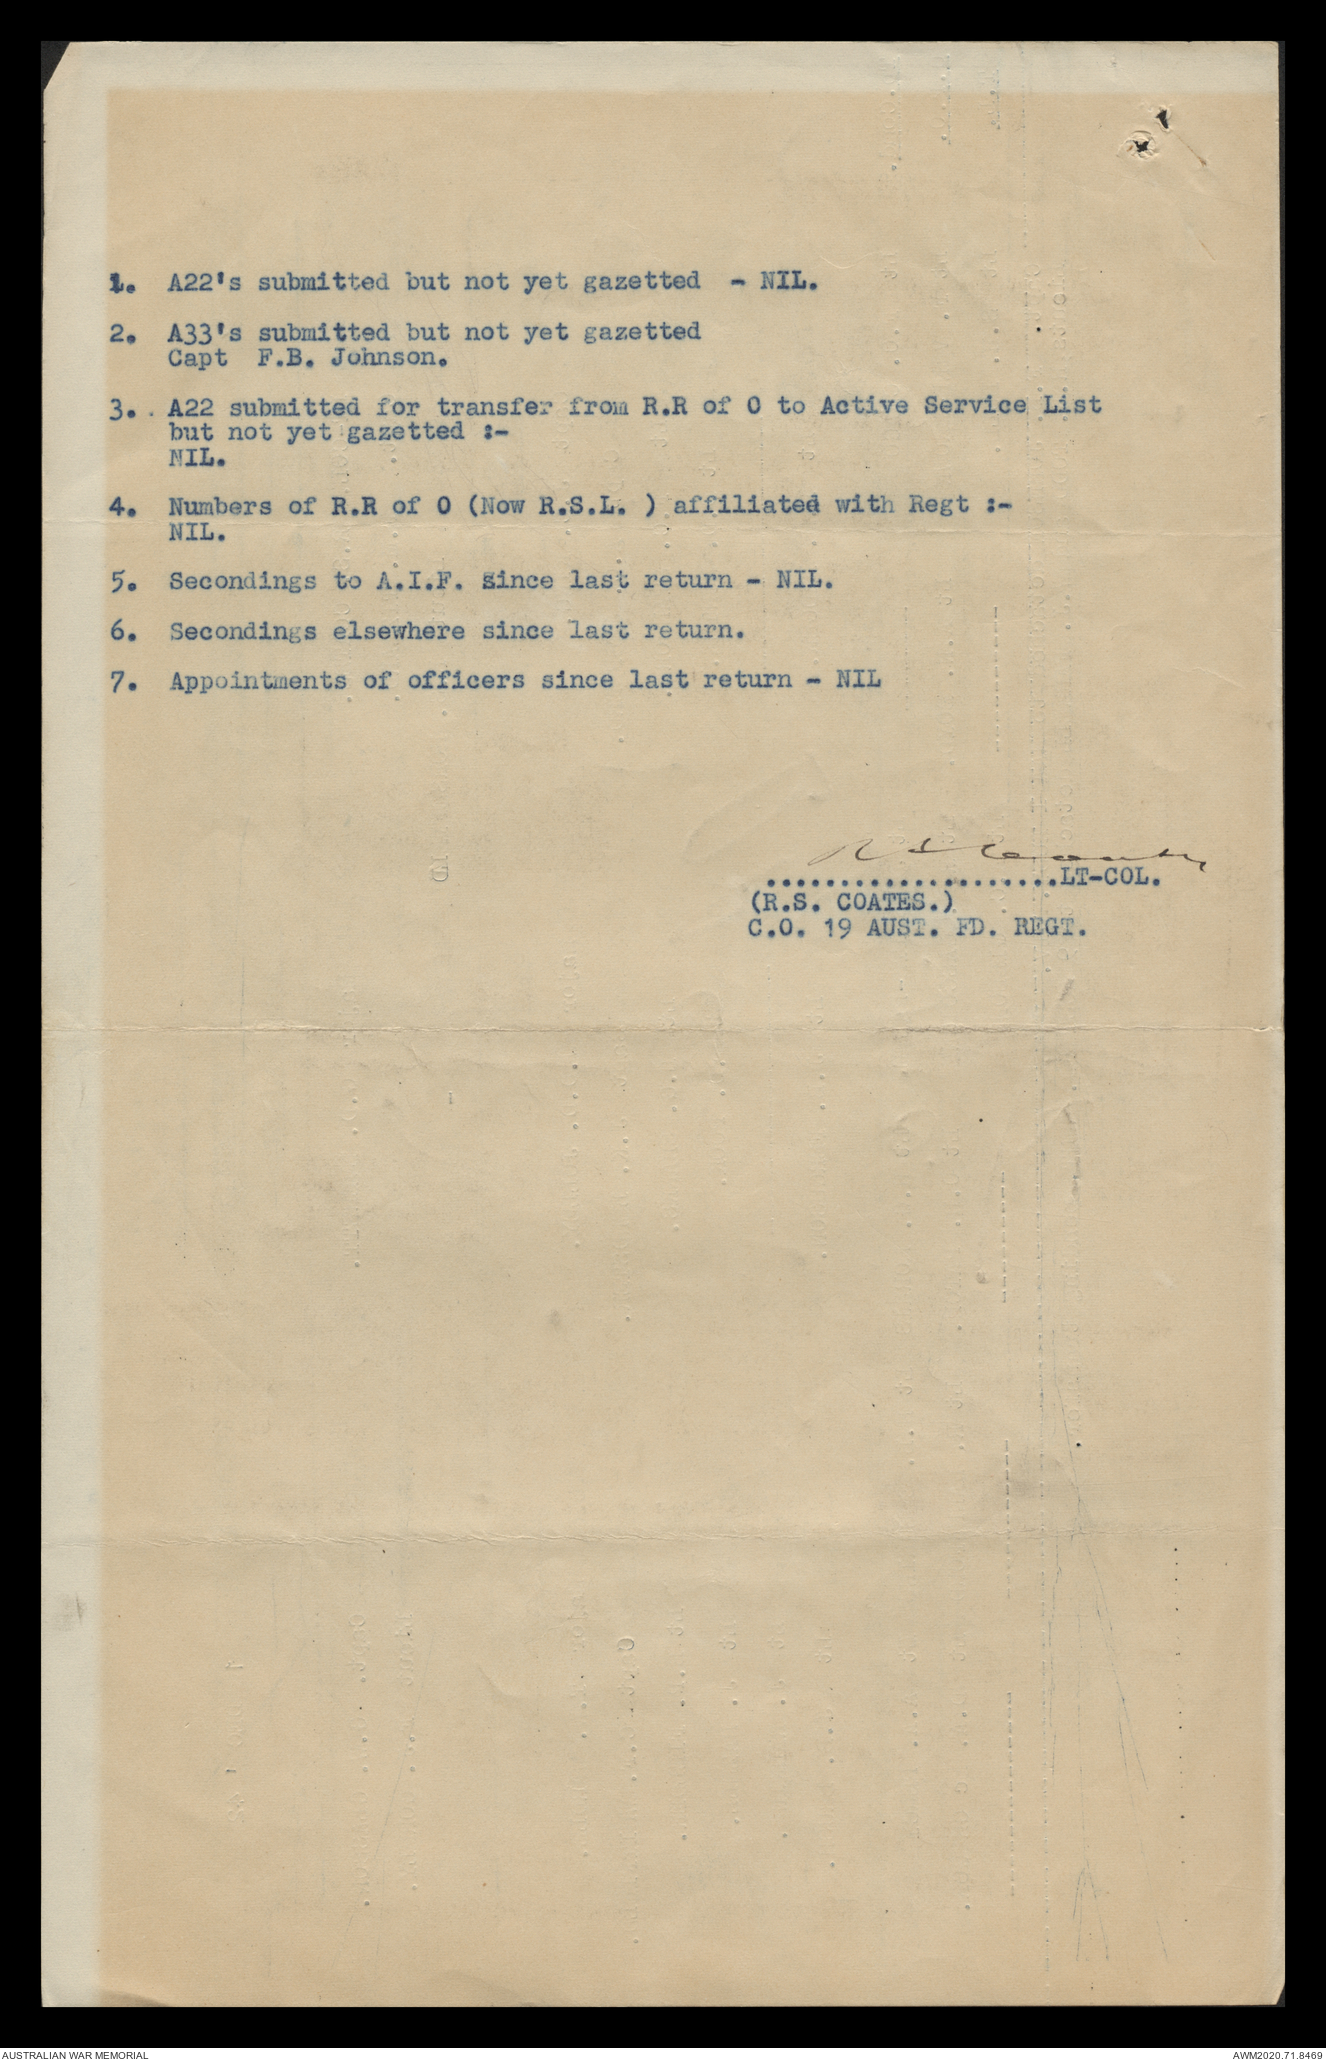 1. A22's submitted but not yet gazetted - NIL.
2. A33's submitted but not yet gazetted
Capt F.B. Johnson.
3. . A22 submitted for transfer from R.R of O to Active Service List
but not yet gazetted :-
NIL.
4. Numbers of R.R of O (Now R.S.L. ) affiliated with Regt :-
NIL.
5. Secondings to A.I.F. since last return - NIL.
6. Secondings elsewhere since last return.
7. Appointments of officers since last return - NIL
R S Coates
....................LT-COL.
(R.S. COATES.)
C.O. 19 AUST. FD. REGT.
AUSTRALIAN WAR MEMORIAL
AWM2020.71.8469